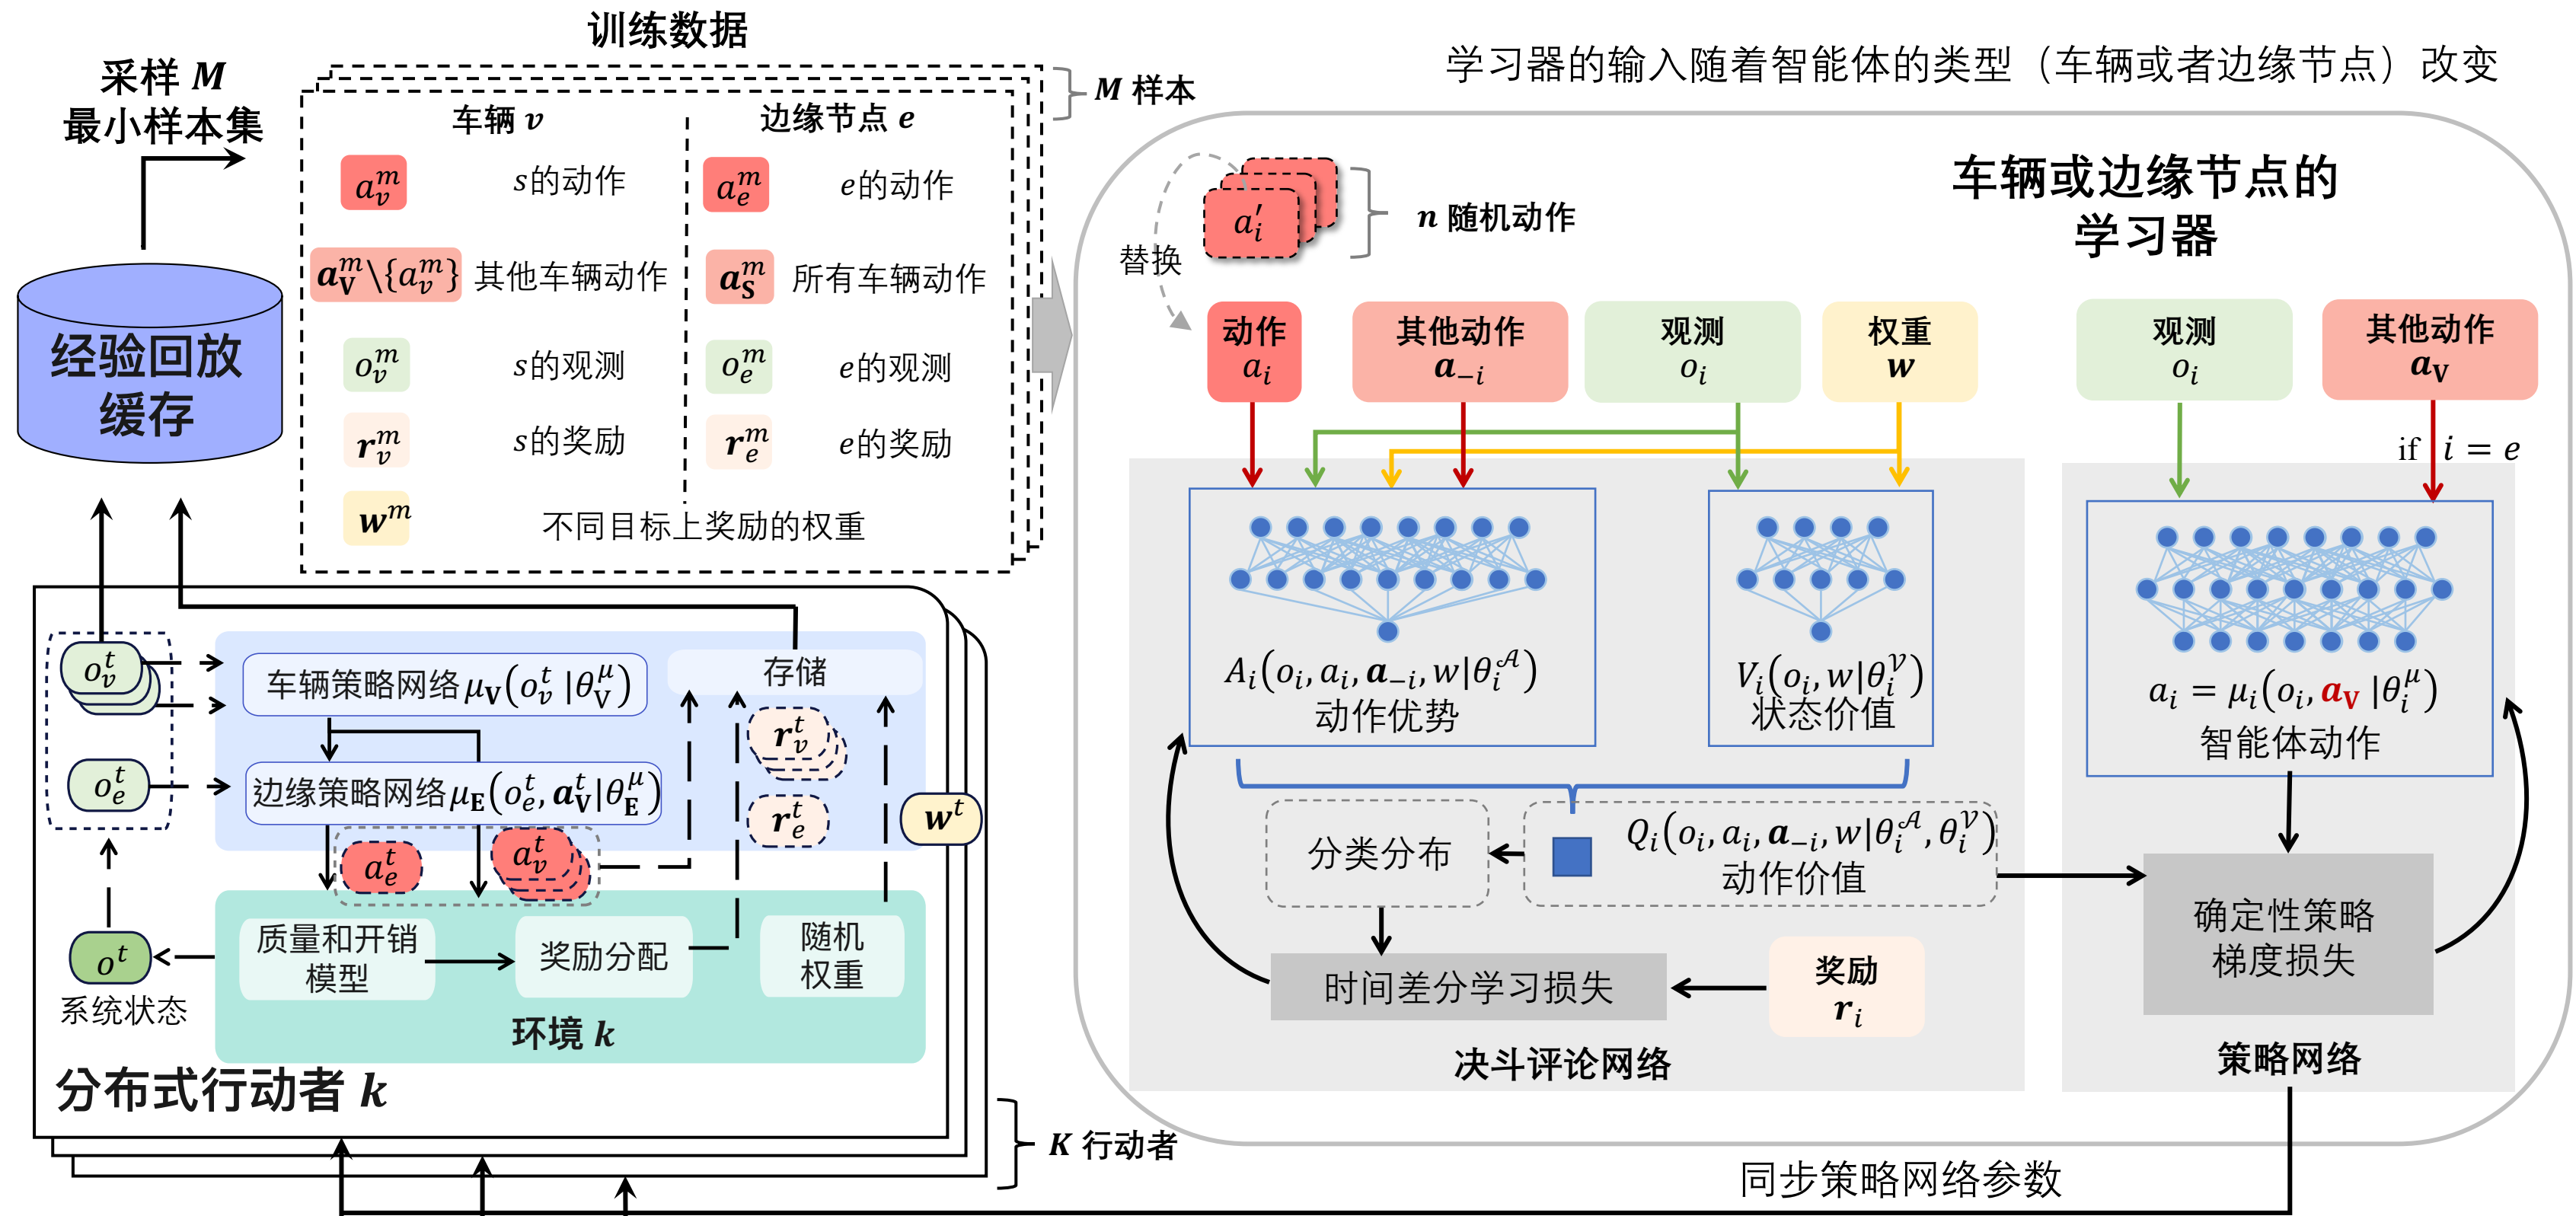 训练数据
采样 M
最小样本集
M 样本
车辆 v
边缘节点 e
a_v^m
s的动作
a_e^m
e的动作
a_V^m\{a_v^m}
其他车辆动作
a_S^m
所有车辆动作
o_v^m
s的观测
o_e^m
e的观测
r_v^m
s的奖励
r_e^m
e的奖励
w^m
不同目标上奖励的权重
经验回放
缓存
o_v^t
车辆策略网络 μ_V(o_v^t |θ_V^μ)
存储
r_v^t
o_e^t
边缘策略网络 μ_E(o_e^t, a_V^t|θ_E^μ)
r_e^t
w^t
a_e^t
a_v^t
o^t
系统状态
质量和开销
模型
奖励分配
随机
权重
环境 k
分布式行动者 k
K 行动者
学习器的输入随着智能体的类型（车辆或者边缘节点）改变
车辆或边缘节点的
学习器
a_i′
n 随机动作
替换
动作
a_i
其他动作
a_{-i}
观测
o_i
权重
w
观测
o_i
其他动作
a_V
if i = e
A_i(o_i, a_i, a_{-i}, w|θ_i^𝒜)
动作优势
V_i(o_i, w|θ_i^𝒱)
状态价值
a_i = μ_i(o_i, a_V |θ_i^μ)
智能体动作
分类分布
Q_i(o_i, a_i, a_{-i}, w|θ_i^𝒜, θ_i^𝒱)
动作价值
时间差分学习损失
奖励
r_i
确定性策略
梯度损失
决斗评论网络
策略网络
同步策略网络参数